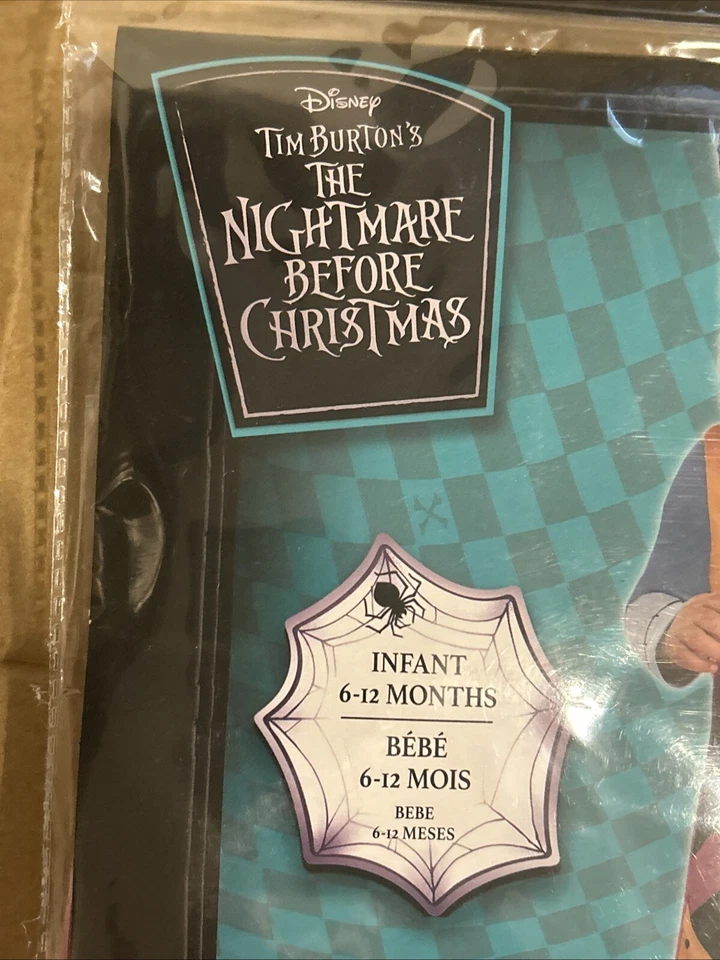 Disney
TIM BURTON'S
THE
NIGHTMARE
BEFORE
CHRISTMAS
INFANT
6-12 MONTHS
BÉBÉ
6-12 MOIS
BEBE
6-12 MESES